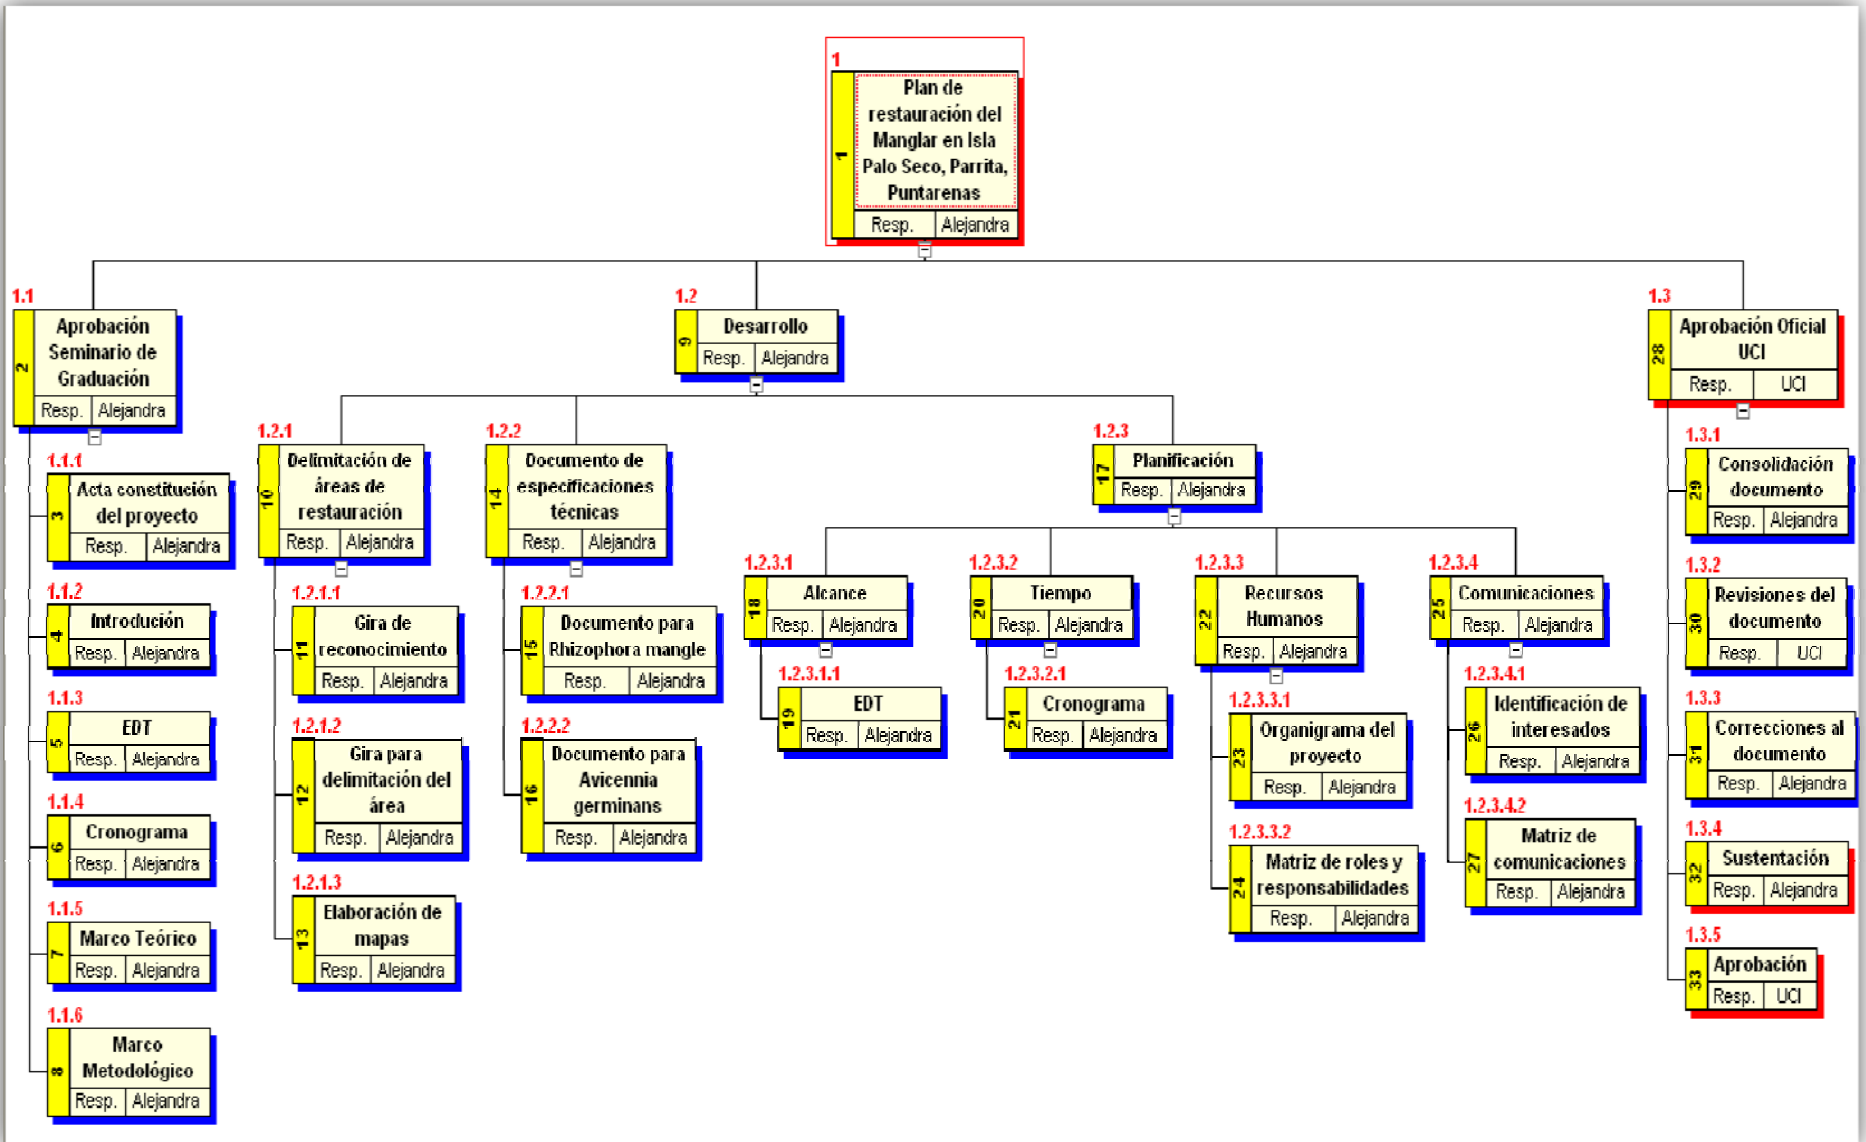 1
1
Plan de
restauración del
Manglar en Isla
Palo Seco, Parrita,
Puntarenas
Resp. Alejandra
1.1
2
Aprobación
Seminario de
Graduación
Resp. Alejandra
1.1.1
3
Acta constitución
del proyecto
Resp. Alejandra
1.1.2
4
Introdución
Resp. Alejandra
1.1.3
5
EDT
Resp. Alejandra
1.1.4
6
Cronograma
Resp. Alejandra
1.1.5
7
Marco Teórico
Resp. Alejandra
1.1.6
8
Marco
Metodológico
Resp. Alejandra
1.2
9
Desarrollo
Resp. Alejandra
1.2.1
10
Delimitación de
áreas de
restauración
Resp. Alejandra
1.2.1.1
11
Gira de
reconocimiento
Resp. Alejandra
1.2.1.2
12
Gira para
delimitación del
área
Resp. Alejandra
1.2.1.3
13
Elaboración de
mapas
Resp. Alejandra
1.2.2
14
Documento de
especificaciones
técnicas
Resp. Alejandra
1.2.2.1
15
Documento para
Rhizophora mangle
Resp. Alejandra
1.2.2.2
16
Documento para
Avicennia
germinans
Resp. Alejandra
1.2.3
17
Planificación
Resp. Alejandra
1.2.3.1
18
Alcance
Resp. Alejandra
1.2.3.1.1
19
EDT
Resp. Alejandra
1.2.3.2
20
Tiempo
Resp. Alejandra
1.2.3.2.1
21
Cronograma
Resp. Alejandra
1.2.3.3
22
Recursos
Humanos
Resp. Alejandra
1.2.3.3.1
23
Organigrama del
proyecto
Resp. Alejandra
1.2.3.3.2
24
Matriz de roles y
responsabilidades
Resp. Alejandra
1.2.3.4
25
Comunicaciones
Resp. Alejandra
1.2.3.4.1
26
Identificación de
interesados
Resp. Alejandra
1.2.3.4.2
27
Matriz de
comunicaciones
Resp. Alejandra
1.3
28
Aprobación Oficial
UCI
Resp. UCI
1.3.1
29
Consolidación
documento
Resp. Alejandra
1.3.2
30
Revisiones del
documento
Resp. UCI
1.3.3
31
Correcciones al
documento
Resp. Alejandra
1.3.4
32
Sustentación
Resp. Alejandra
1.3.5
33
Aprobación
Resp. UCI